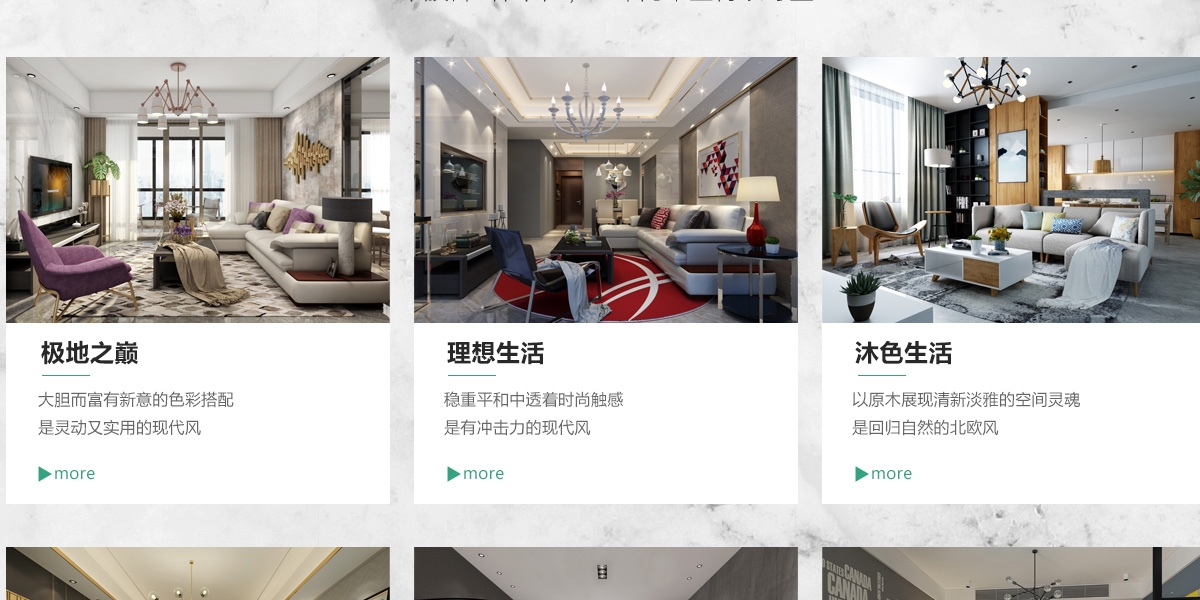 极地之巅
大胆而富有新意的色彩搭配
是灵动又实用的现代风
▶more
理想生活
稳重平和中透着时尚触感
是有冲击力的现代风
▶more
沐色生活
以原木展现清新淡雅的空间灵魂
是回归自然的北欧风
▶more
STATES CANADA
CANADA